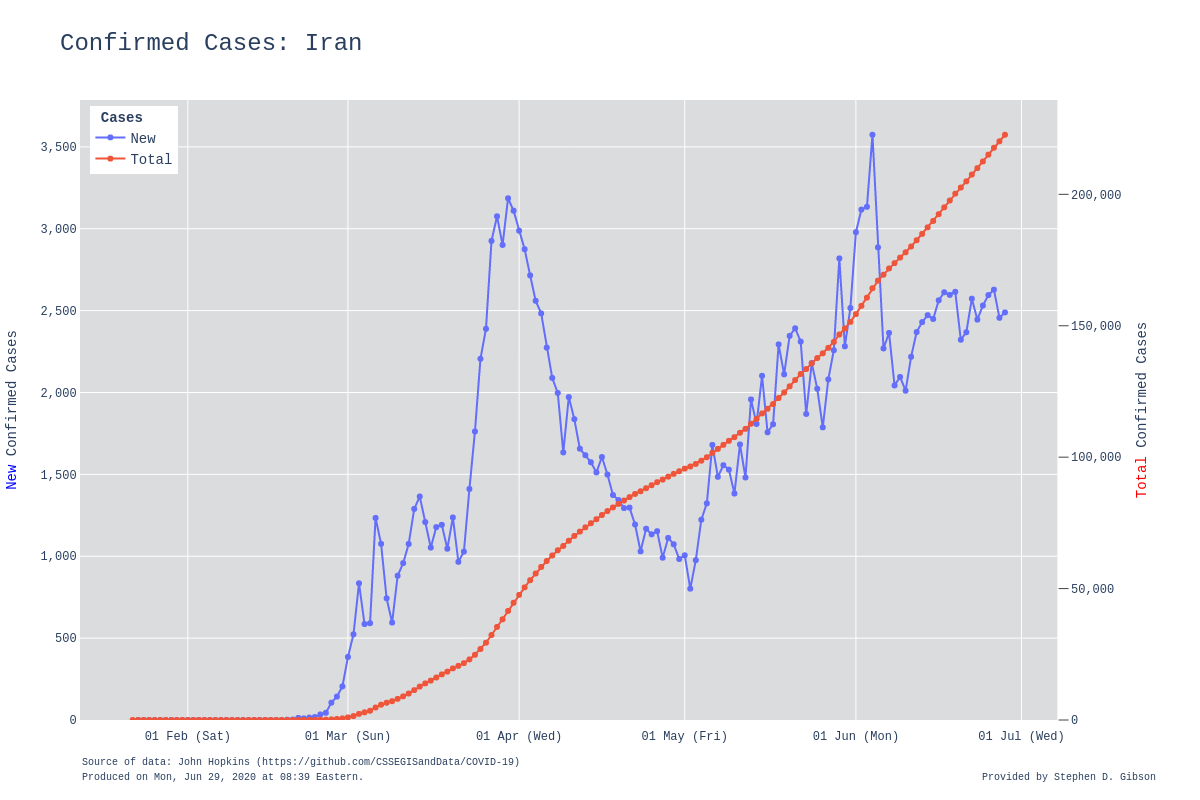 Confirmed Cases: Iran
Cases
New
Total
3,500
3,000
2,500
2,000
1,500
1,000
500
0
200,000
150,000
100,000
50,000
0
New Confirmed Cases
Total Confirmed Cases
01 Feb (Sat)
01 Mar (Sun)
01 Apr (Wed)
01 May (Fri)
01 Jun (Mon)
01 Jul (Wed)
Source of data: John Hopkins (https://github.com/CSSEGISandData/COVID-19)
Produced on Mon, Jun 29, 2020 at 08:39 Eastern.
Provided by Stephen D. Gibson